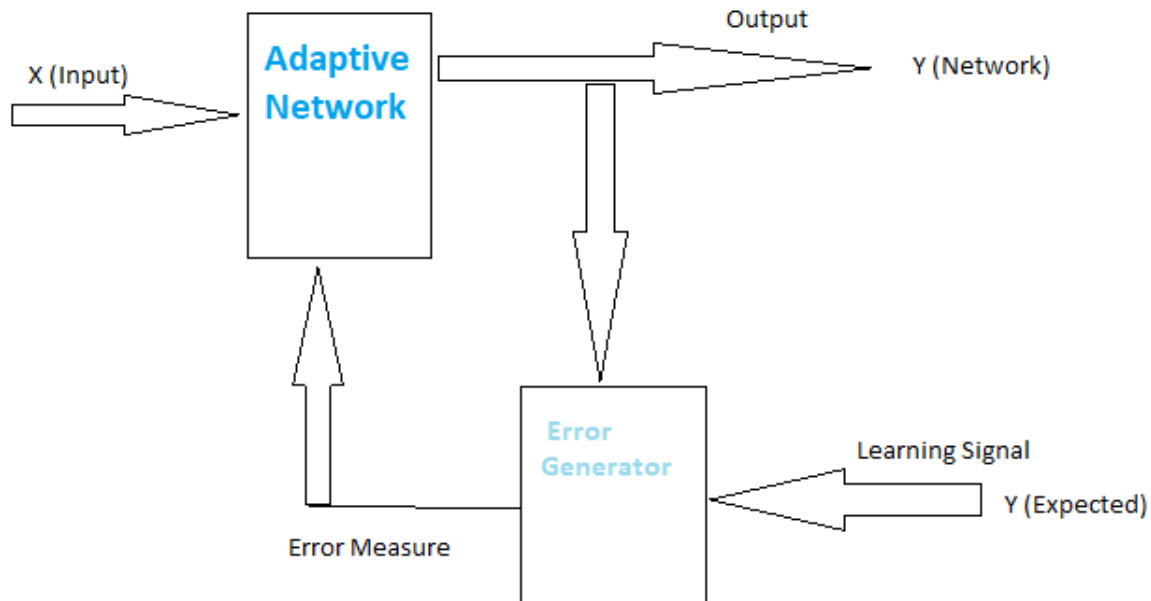 Output
Adaptive
Network
X (Input)
Y (Network)
Error
Generator
Learning Signal
Y (Expected)
Error Measure